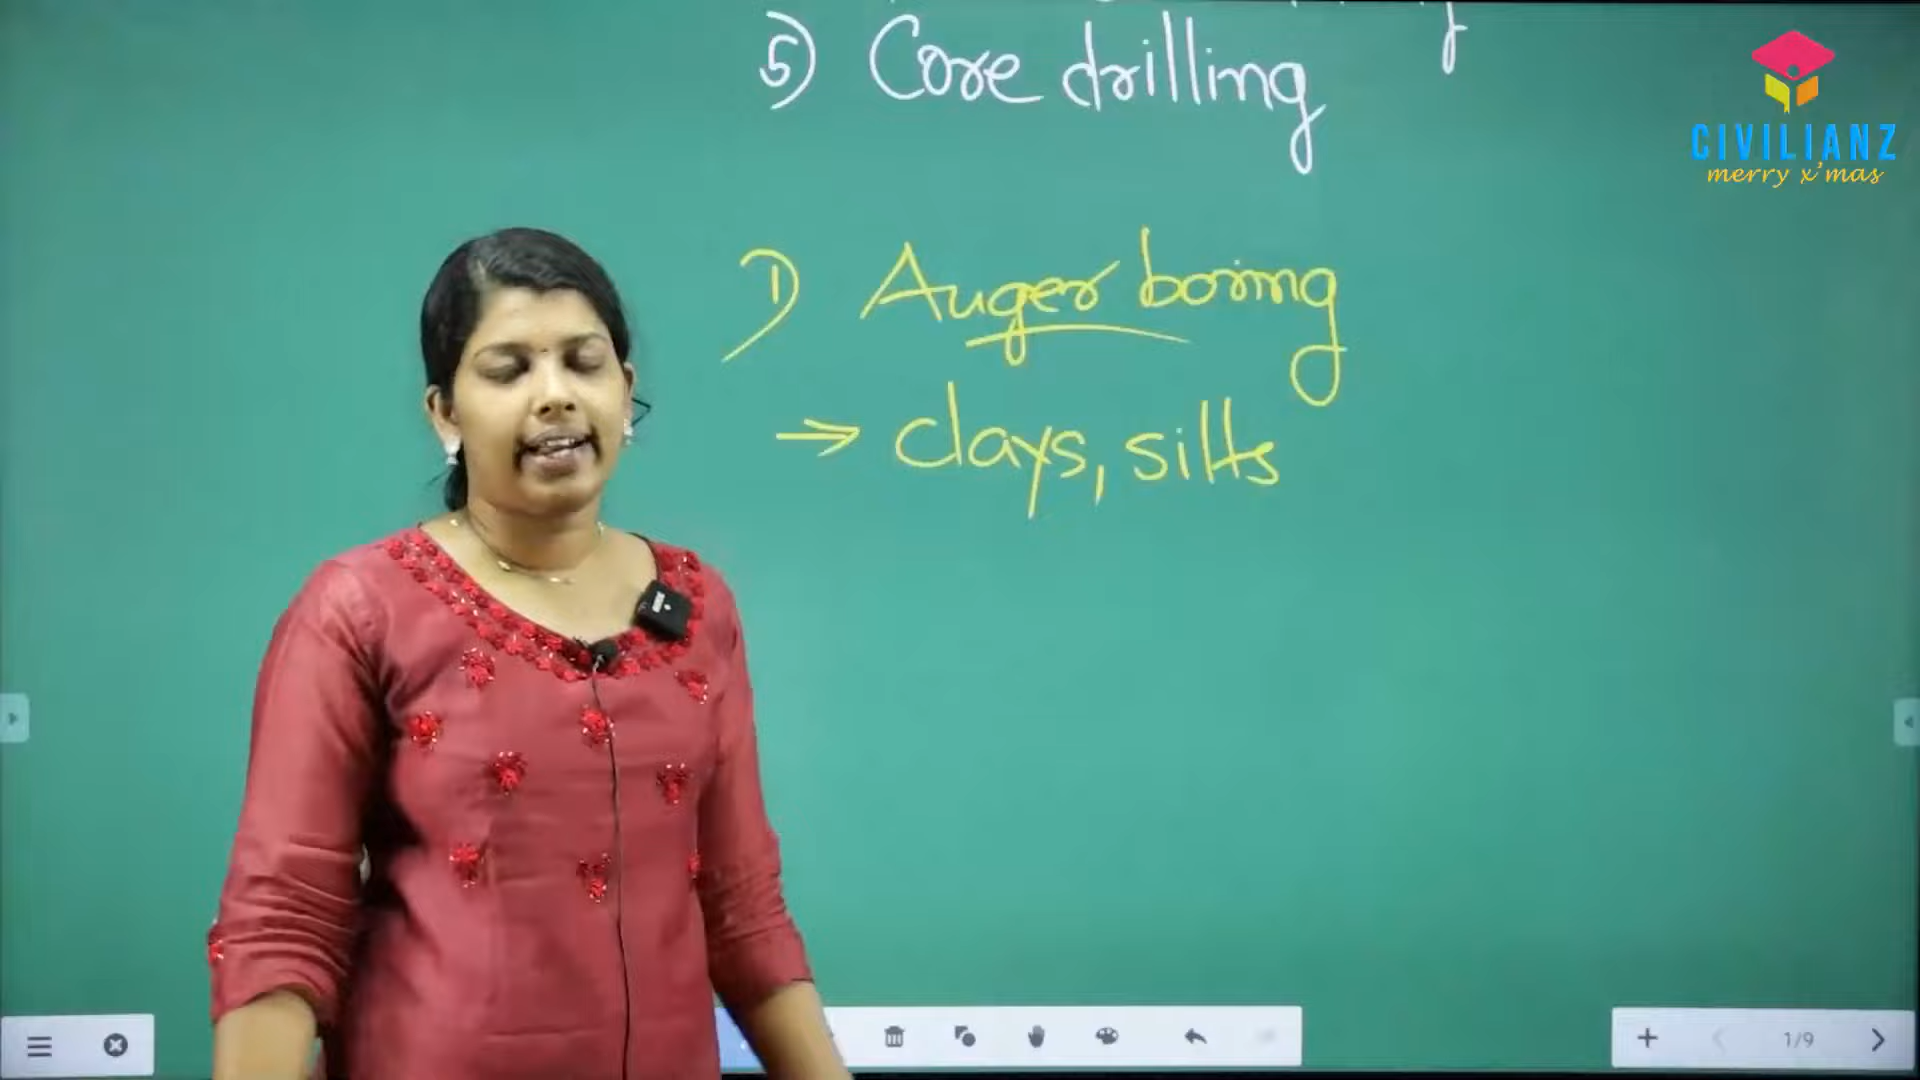 5) Core drilling
CIVILIANZ
merry x'mas
1) Auger boring
→ clays, silts
1/9